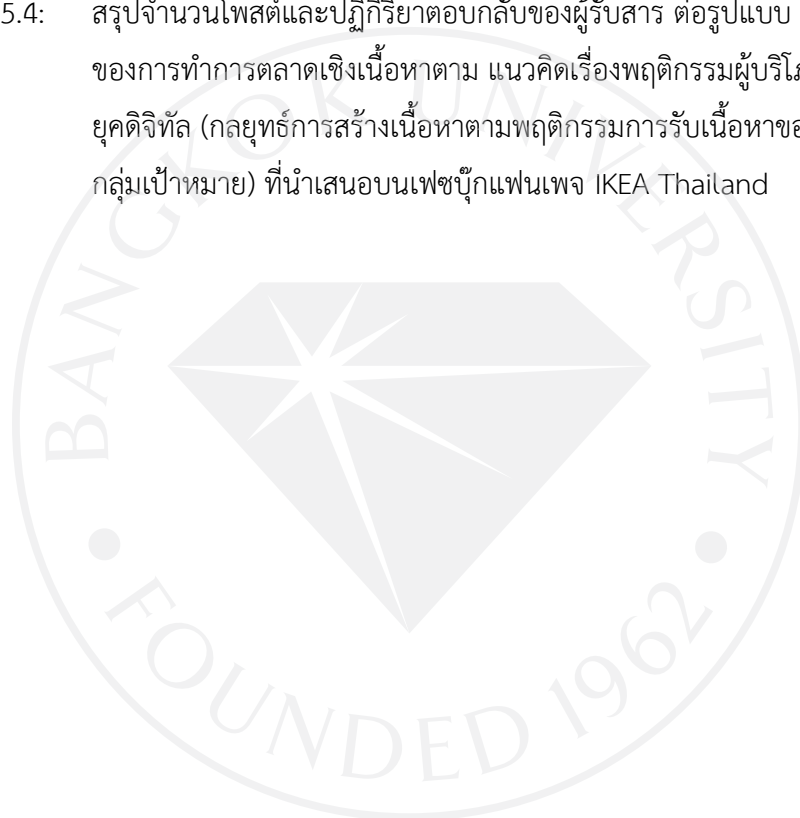 5.4: สรุปจำนวนโพสต์และปฏิกิริยาตอบกลับของผู้รับสาร ต่อรูปแบบ
ของการทำการตลาดเชิงเนื้อหาตาม แนวคิดเรื่องพฤติกรรมผู้บริโภ
ยุคดิจิทัล (กลยุทธ์การสร้างเนื้อหาตามพฤติกรรมการรับเนื้อหาขอ
กลุ่มเป้าหมาย) ที่นำเสนอบนเฟซบุ๊กแฟนเพจ IKEA Thailand
BANGKOK UNIVERSITY
FOUNDED 1962